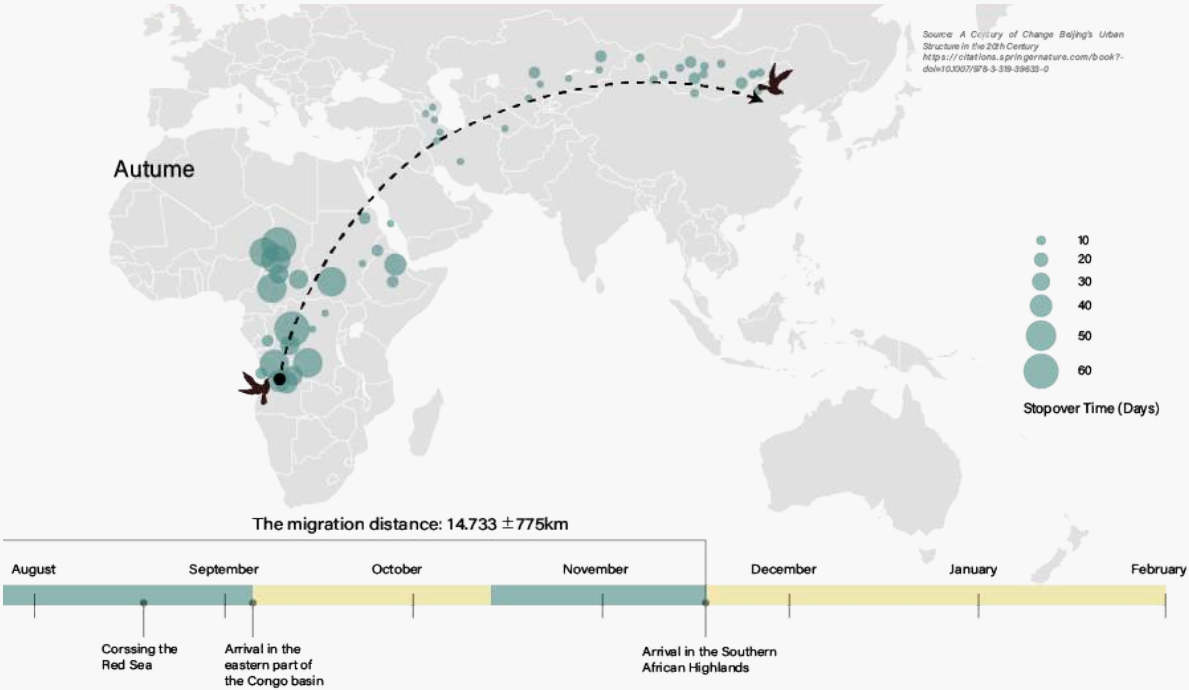 Source: A Century of Change Beijing's Urban
Structure in the 20th Century
https://citations.springernature.com/book?-
doi=10.1007/978-3-319-39633-0
Autume
10
20
30
40
50
60
Stopover Time (Days)
The migration distance: 14.733 ±775km
August September October November December January February
Corssing the
Red Sea
Arrival in the
eastern part of
the Congo basin
Arrival in the Southern
African Highlands